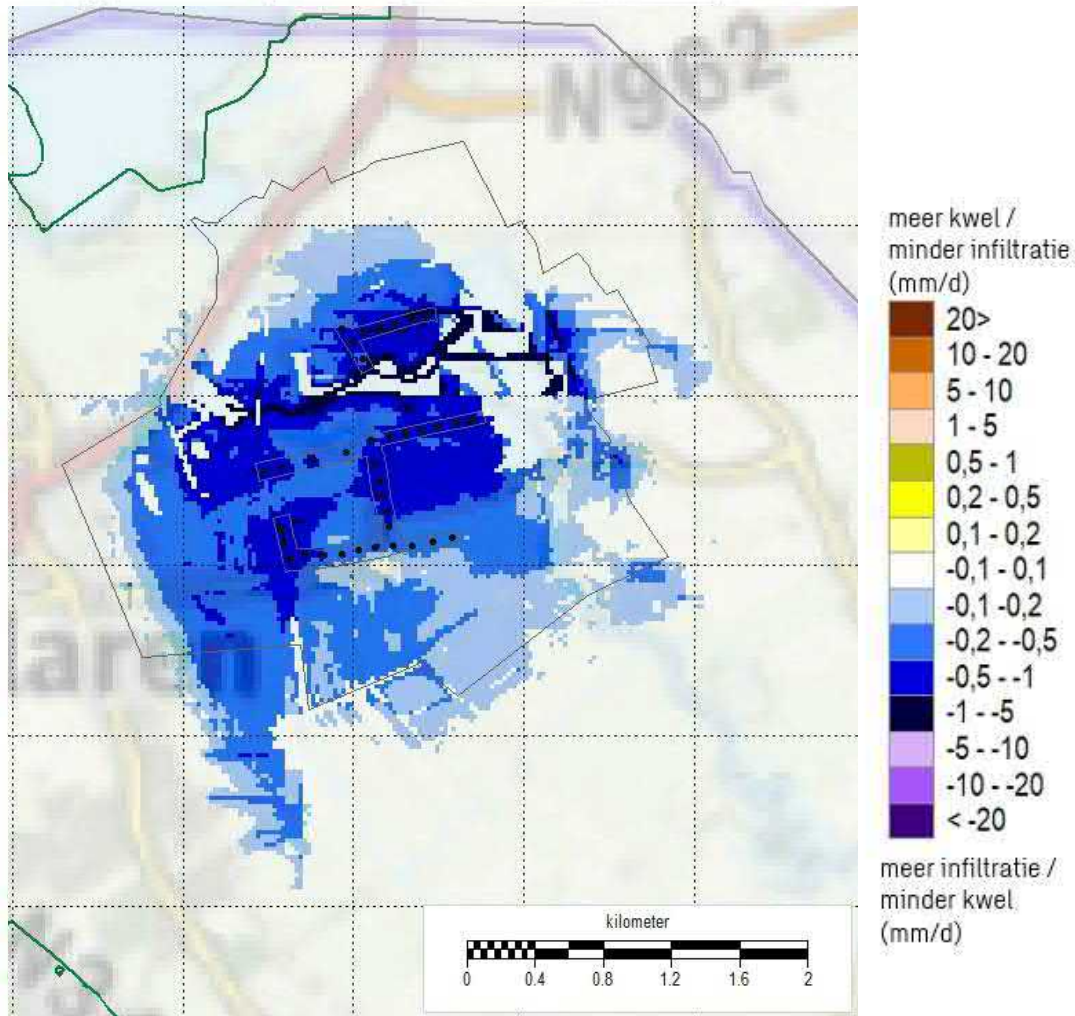 N962
meer kwel /
minder infiltratie
(mm/d)
20>
10 - 20
5 - 10
1 - 5
0,5 - 1
0,2 - 0,5
0,1 - 0,2
-0,1 - 0,1
-0,1 -0,2
-0,2 --0,5
-0,5 --1
-1 --5
-5 --10
-10 --20
< -20
meer infiltratie /
minder kwel
(mm/d)
aren
kilometer
0 0.4 0.8 1.2 1.6 2